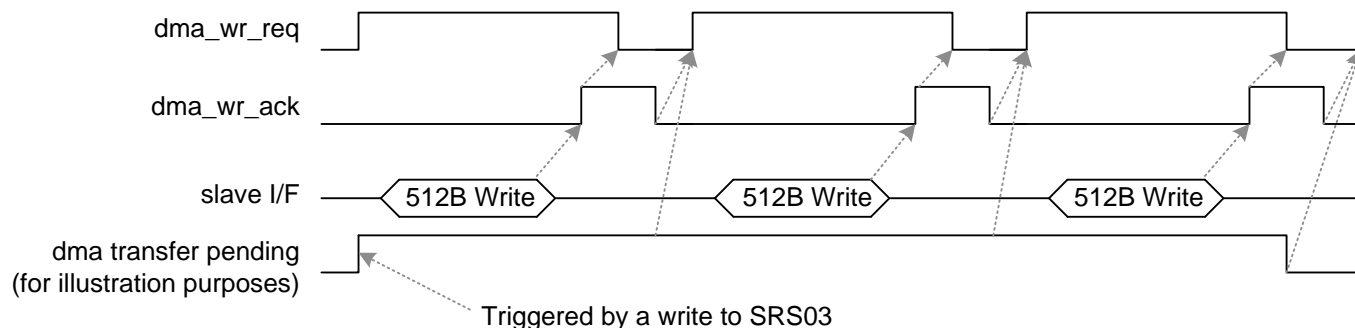 dma_wr_req
dma_wr_ack
slave I/F
512B Write
512B Write
512B Write
dma transfer pending
(for illustration purposes)
Triggered by a write to SRS03